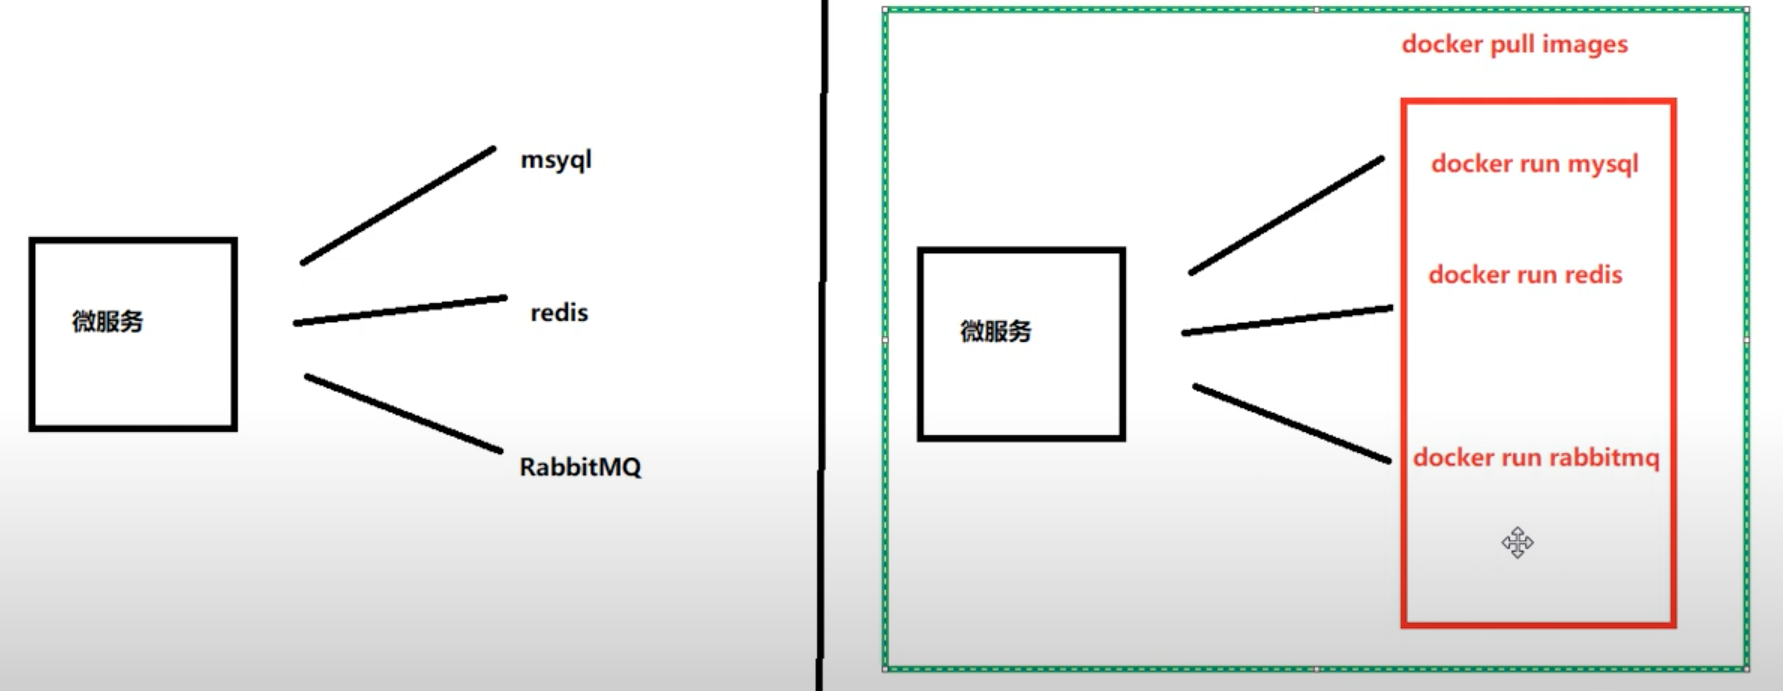 msyql
微服务
redis
RabbitMQ
docker pull images
docker run mysql
docker run redis
微服务
docker run rabbitmq